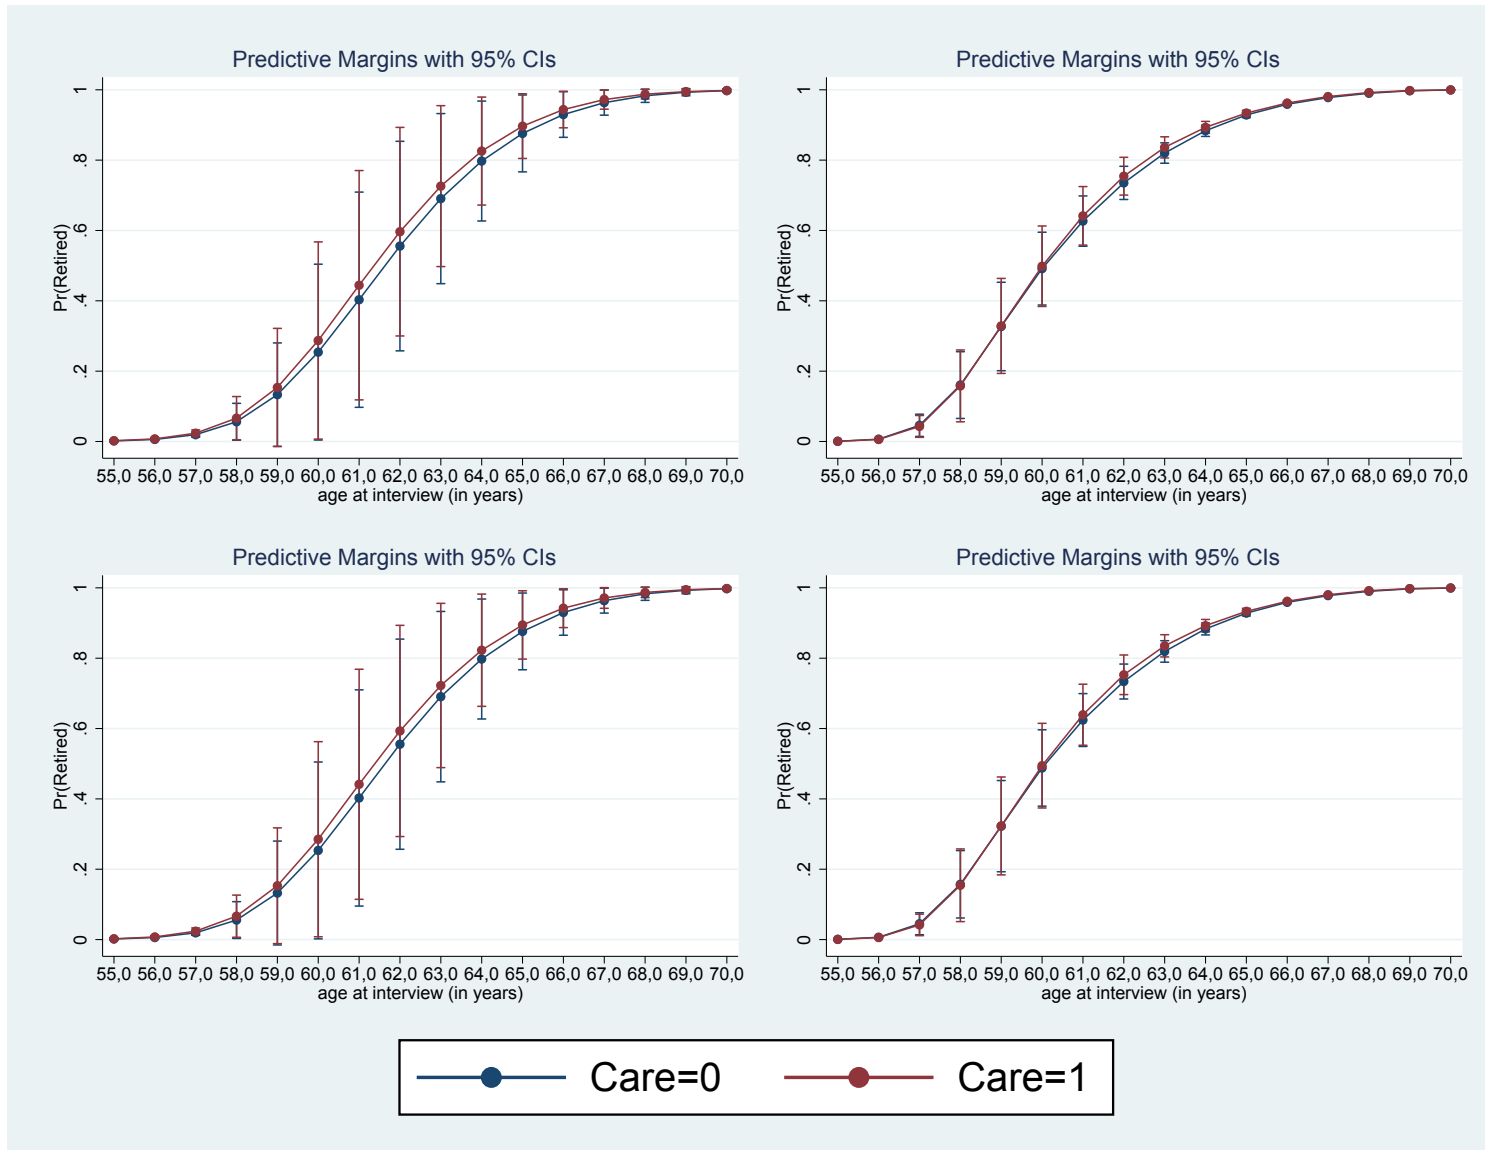 Predictive Margins with 95% CIs
Pr(Retired)
1
.8
.6
.4
.2
0
55,0 56,0 57,0 58,0 59,0 60,0 61,0 62,0 63,0 64,0 65,0 66,0 67,0 68,0 69,0 70,0
age at interview (in years)
Predictive Margins with 95% CIs
Pr(Retired)
1
.8
.6
.4
.2
0
55,0 56,0 57,0 58,0 59,0 60,0 61,0 62,0 63,0 64,0 65,0 66,0 67,0 68,0 69,0 70,0
age at interview (in years)
Predictive Margins with 95% CIs
Pr(Retired)
1
.8
.6
.4
.2
0
55,0 56,0 57,0 58,0 59,0 60,0 61,0 62,0 63,0 64,0 65,0 66,0 67,0 68,0 69,0 70,0
age at interview (in years)
Predictive Margins with 95% CIs
Pr(Retired)
1
.8
.6
.4
.2
0
55,0 56,0 57,0 58,0 59,0 60,0 61,0 62,0 63,0 64,0 65,0 66,0 67,0 68,0 69,0 70,0
age at interview (in years)
Care=0 Care=1